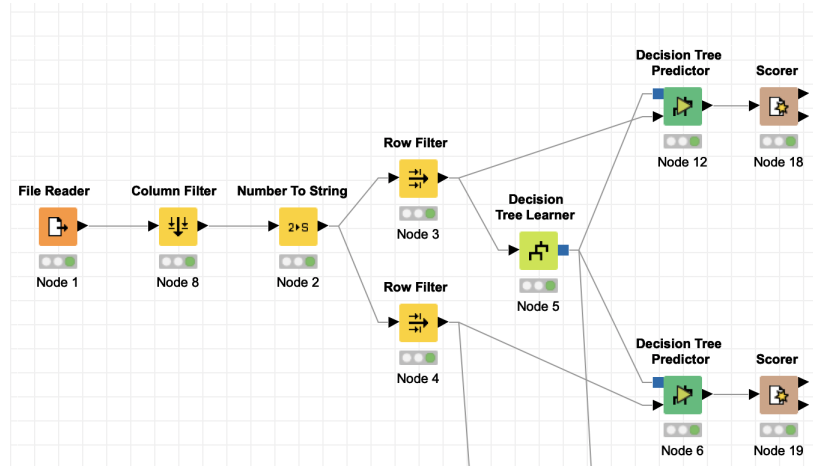 Decision Tree
Predictor
Scorer
Node 12
Node 18
Row Filter
Node 3
File Reader
Column Filter
Number To String
2▸S
Node 1
Node 8
Node 2
Decision
Tree Learner
Node 5
Row Filter
Node 4
Decision Tree
Predictor
Scorer
Node 6
Node 19